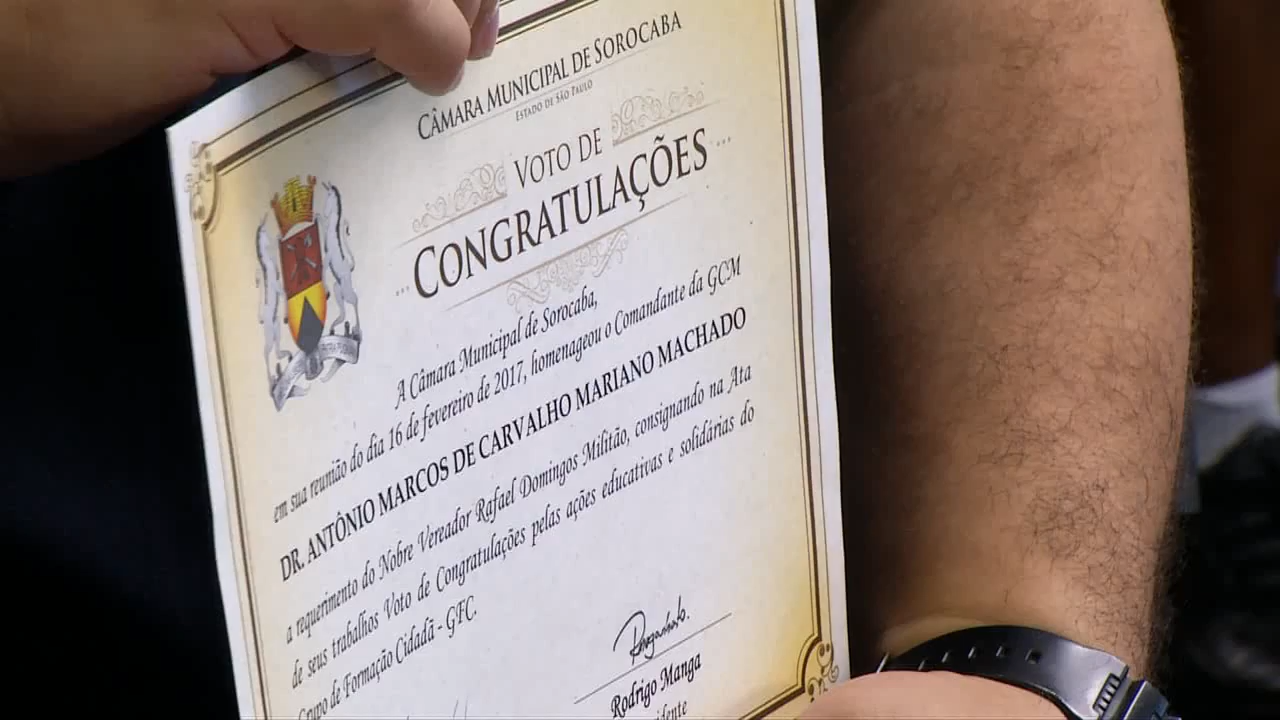 CÂMARA MUNICIPAL DE SOROCABA
ESTADO DE SÃO PAULO
VOTO DE
...CONGRATULAÇÕES...
A Câmara Municipal de Sorocaba,
em sua reunião do dia 16 de fevereiro de 2017, homenageou o Comandante da GCM
DR. ANTÔNIO MARCOS DE CARVALHO MARIANO MACHADO
a requerimento do Nobre Vereador Rafael Domingos Militão, consignando na Ata
de seus trabalhos Voto de Congratulações pelas ações educativas e solidárias do
Grupo de Formação Cidadã - GFC.
Rodrigo Manga